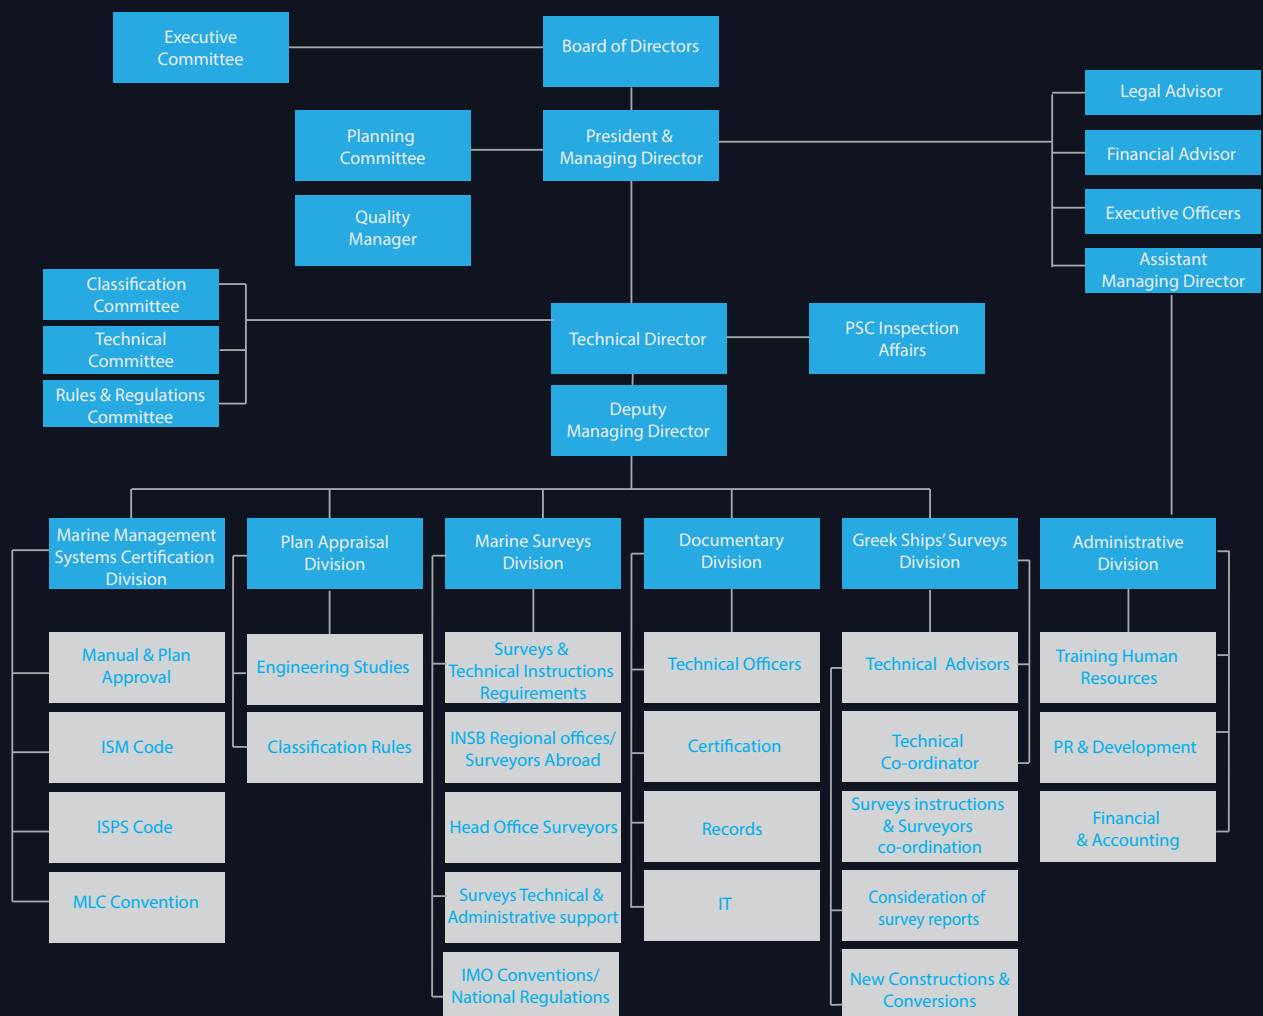 Executive
Committee
Board of Directors
Legal Advisor
Planning
Committee
President &
Managing Director
Financial Advisor
Quality
Manager
Executive Officers
Assistant
Managing Director
Classification
Committee
Technical
Committee
Rules & Regulations
Committee
Technical Director
PSC Inspection
Affairs
Deputy
Managing Director
Marine Management
Systems Certification
Division
Plan Appraisal
Division
Marine Surveys
Division
Documentary
Division
Greek Ships' Surveys
Division
Administrative
Division
Manual & Plan
Approval
ISM Code
ISPS Code
MLC Convention
Engineering Studies
Classification Rules
Surveys &
Technical Instructions
Reguirements
INSB Regional offices/
Surveyors Abroad
Head Office Surveyors
Surveys Technical &
Administrative support
IMO Conventions/
National Regulations
Technical Officers
Certification
Records
IT
Technical Advisors
Technical
Co-ordinator
Surveys instructions
& Surveyors
co-ordination
Consideration of
survey reports
New Constructions &
Conversions
Training Human
Resources
PR & Development
Financial
& Accounting